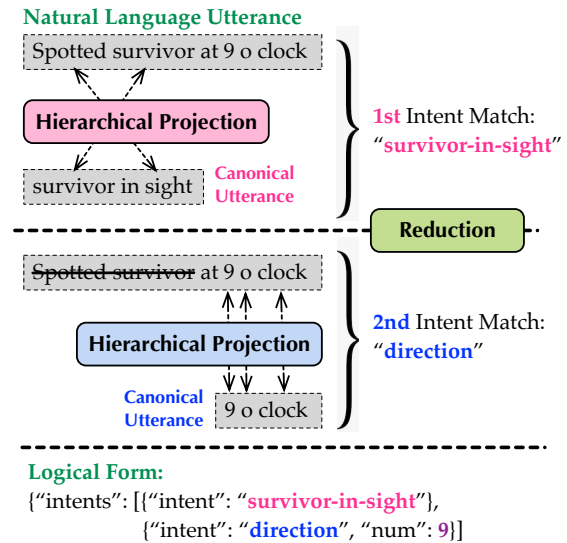 Natural Language Utterance
Spotted survivor at 9 o clock
Hierarchical Projection
1st Intent Match:
“survivor-in-sight”
survivor in sight
Canonical
Utterance
Reduction
Spotted survivor at 9 o clock
Hierarchical Projection
2nd Intent Match:
“direction”
Canonical
Utterance
9 o clock
Logical Form:
{“intents”: [{“intent”: “survivor-in-sight”},
{“intent”: “direction”, “num”: 9}]